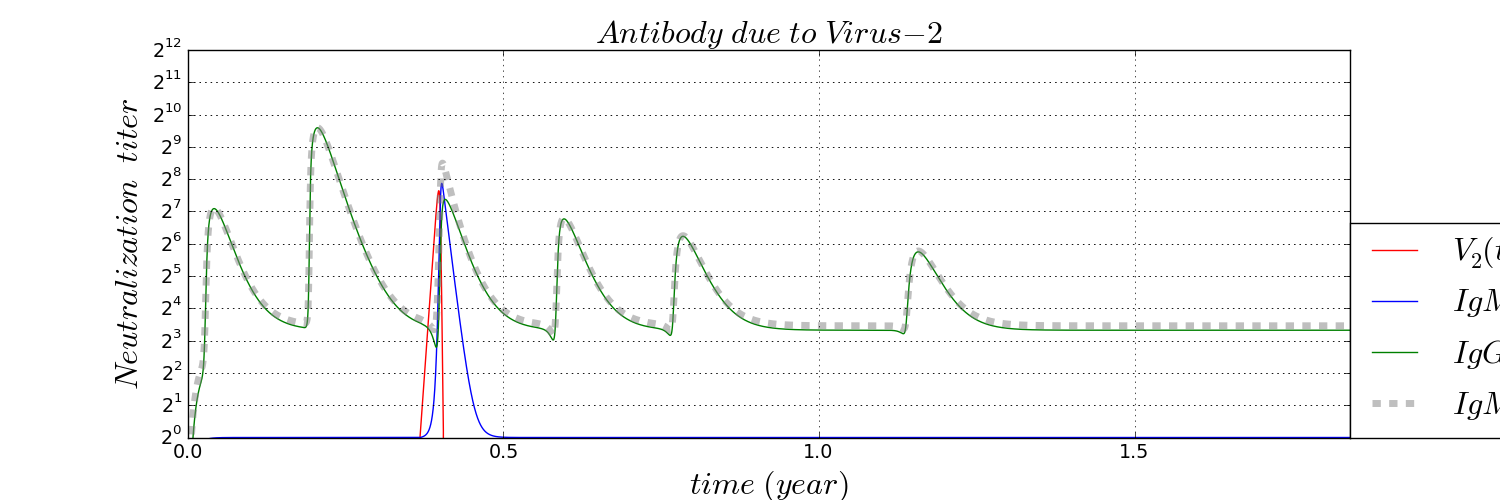 Antibody due to Virus−2
Neutralization titer
2^12
2^11
2^10
2^9
2^8
2^7
2^6
2^5
2^4
2^3
2^2
2^1
2^0
0.0 0.5 1.0 1.5
time (year)
V_2(t
IgM
IgG
IgM